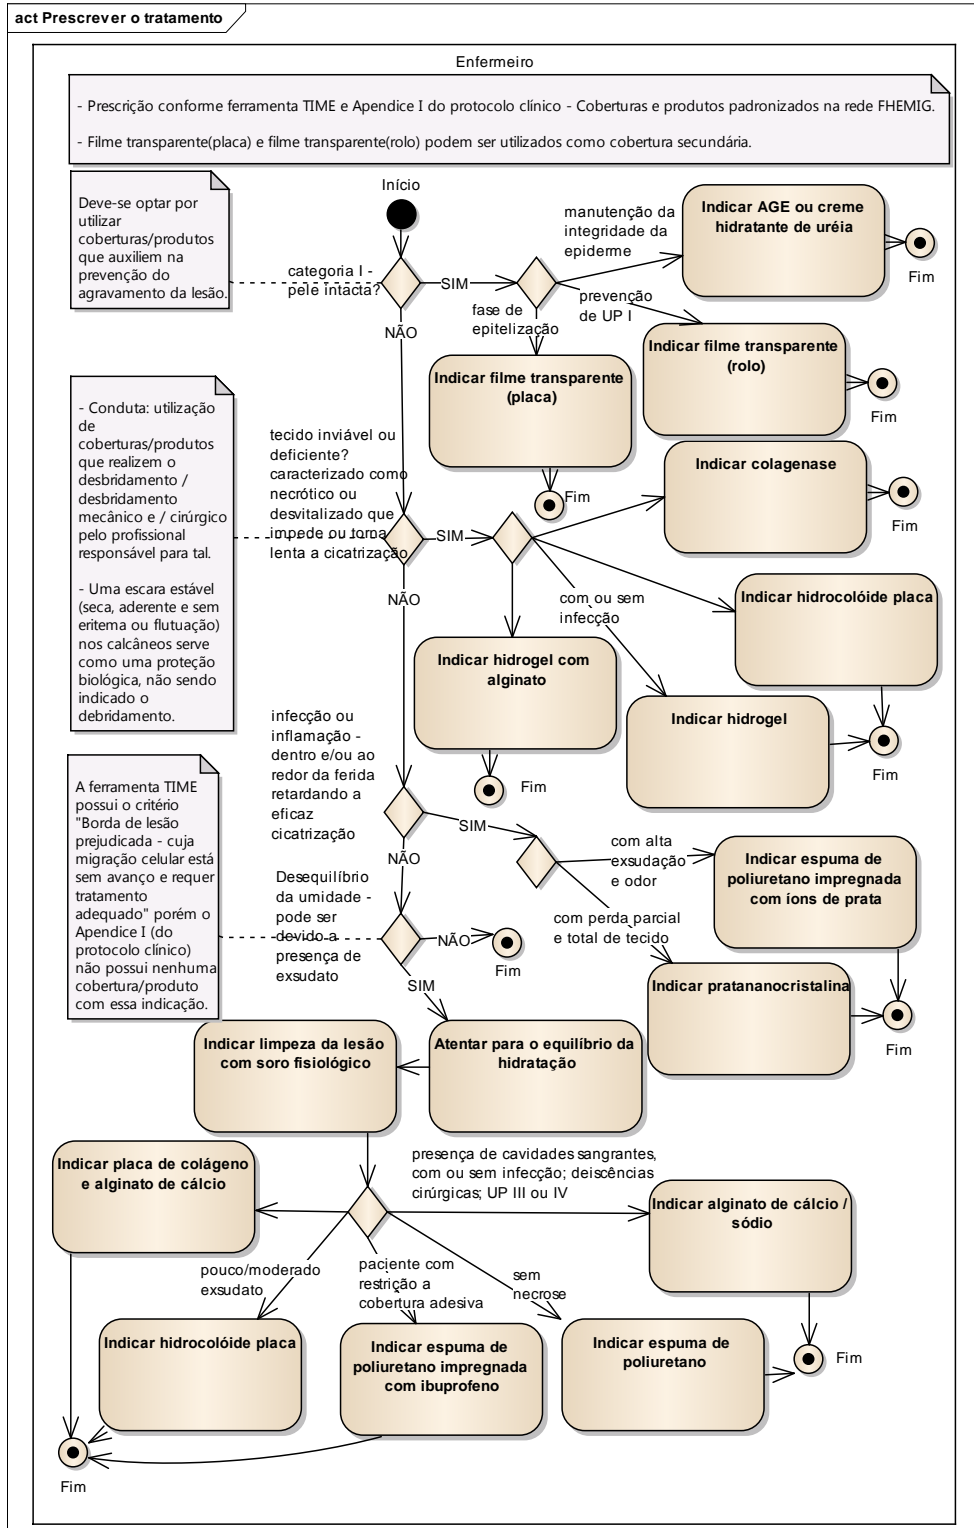 act Prescrever o tratamento
Enfermeiro
- Prescrição conforme ferramenta TIME e Apendice I do protocolo clínico - Coberturas e produtos padronizados na rede FHEMIG.
- Filme transparente(placa) e filme transparente(rolo) podem ser utilizados como cobertura secundária.
Deve-se optar por
utilizar
coberturas/produtos
que auxiliem na
prevenção do
agravamento da lesão.
Início
categoria I -
pele intacta?
SIM
NÃO
manutenção da
integridade da
epiderme
Indicar AGE ou creme
hidratante de uréia
Fim
fase de
epitelização
prevenção
de UP I
Indicar filme transparente
(rolo)
Fim
Indicar filme transparente
(placa)
Fim
- Conduta: utilização
de
coberturas/produtos
que realizem o
desbridamento /
desbridamento
mecânico e / cirúrgico
pelo profissional
responsável para tal.
- Uma escara estável
(seca, aderente e sem
eritema ou flutuação)
nos calcâneos serve
como uma proteção
biológica, não sendo
indicado o
debridamento.
tecido inviável ou
deficiente?
caracterizado como
necrótico ou
desvitalizado que
impede ou torna
lenta a cicatrização
SIM
NÃO
Indicar colagenase
Fim
Indicar hidrocolóide placa
com ou sem
infecção
Indicar hidrogel com
alginato
Fim
Indicar hidrogel
Fim
infecção ou
inflamação -
dentro e/ou ao
redor da ferida
retardando a
eficaz
cicatrização
SIM
NÃO
A ferramenta TIME
possui o critério
"Borda de lesão
prejudicada - cuja
migração celular está
sem avanço e requer
tratamento
adequado" porém o
Apendice I (do
protocolo clínico)
não possui nenhuma
cobertura/produto
com essa indicação.
com alta
exsudação
e odor
Indicar espuma de
poliuretano impregnada
com íons de prata
com perda parcial
e total de tecido
Indicar pratananocristalina
Fim
Desequilíbrio
da umidade -
pode ser
devido a
presença de
exsudato
NÃO
Fim
SIM
Atentar para o equilíbrio da
hidratação
Indicar limpeza da lesão
com soro fisiológico
Indicar placa de colágeno
e alginato de cálcio
presença de cavidades sangrantes,
com ou sem infecção; deiscências
cirúrgicas; UP III ou IV
Indicar alginato de cálcio /
sódio
pouco/moderado
exsudato
paciente com
restrição a
cobertura adesiva
sem
necrose
Indicar hidrocolóide placa
Indicar espuma de
poliuretano impregnada
com ibuprofeno
Indicar espuma de
poliuretano
Fim
Fim